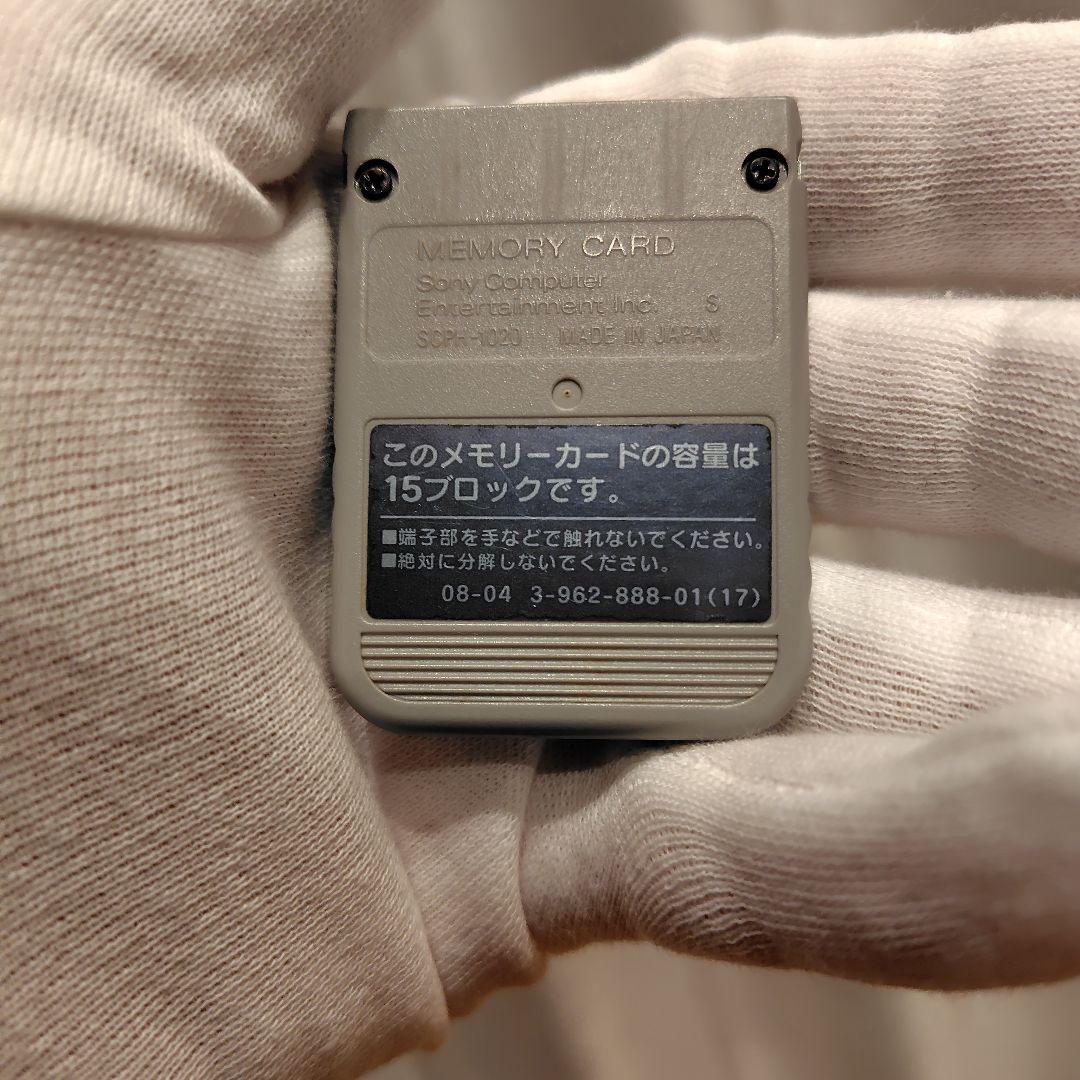 MEMORY CARD
Sony Computer
Entertainment Inc. S
SCPH-1020 MADE IN JAPAN
このメモリーカードの容量は
15ブロックです。
■端子部を手などで触れないでください。
■絶対に分解しないでください。
08-04 3-962-888-01(17)